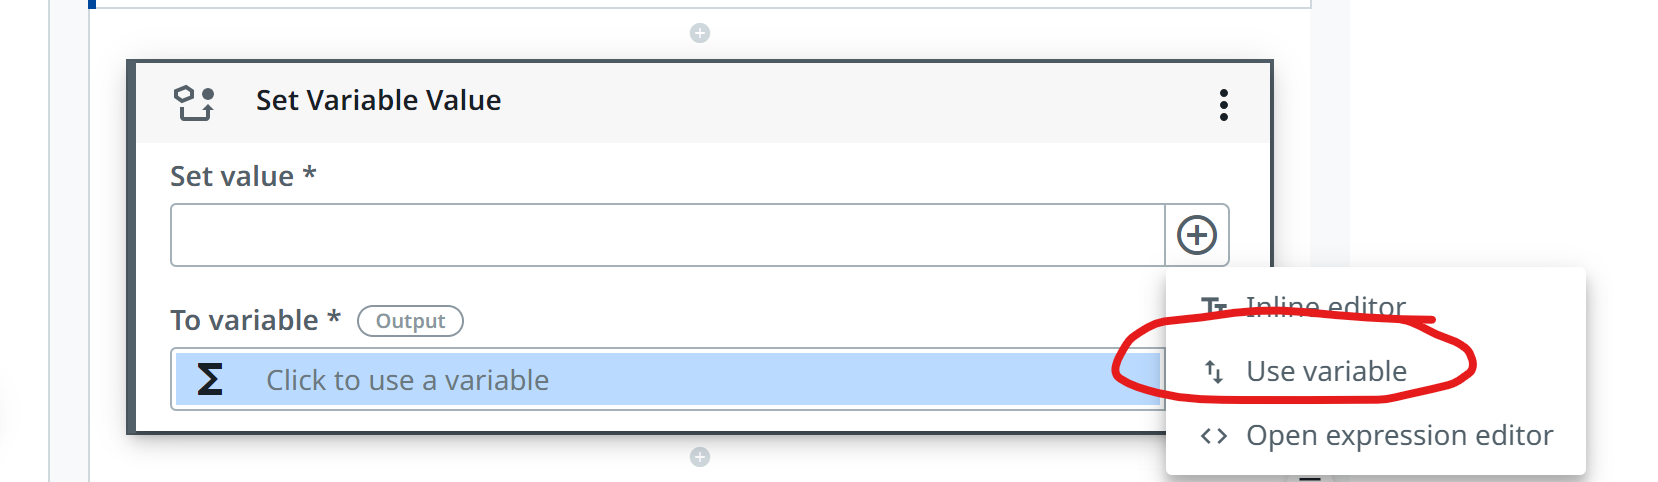 Set Variable Value
Set value *
Inline editor
To variable * Output
Use variable
Click to use a variable
Open expression editor